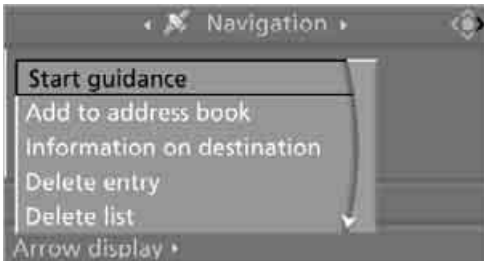 Navigation
Start guidance
Add to address book
Information on destination
Delete entry
Delete list
Arrow display